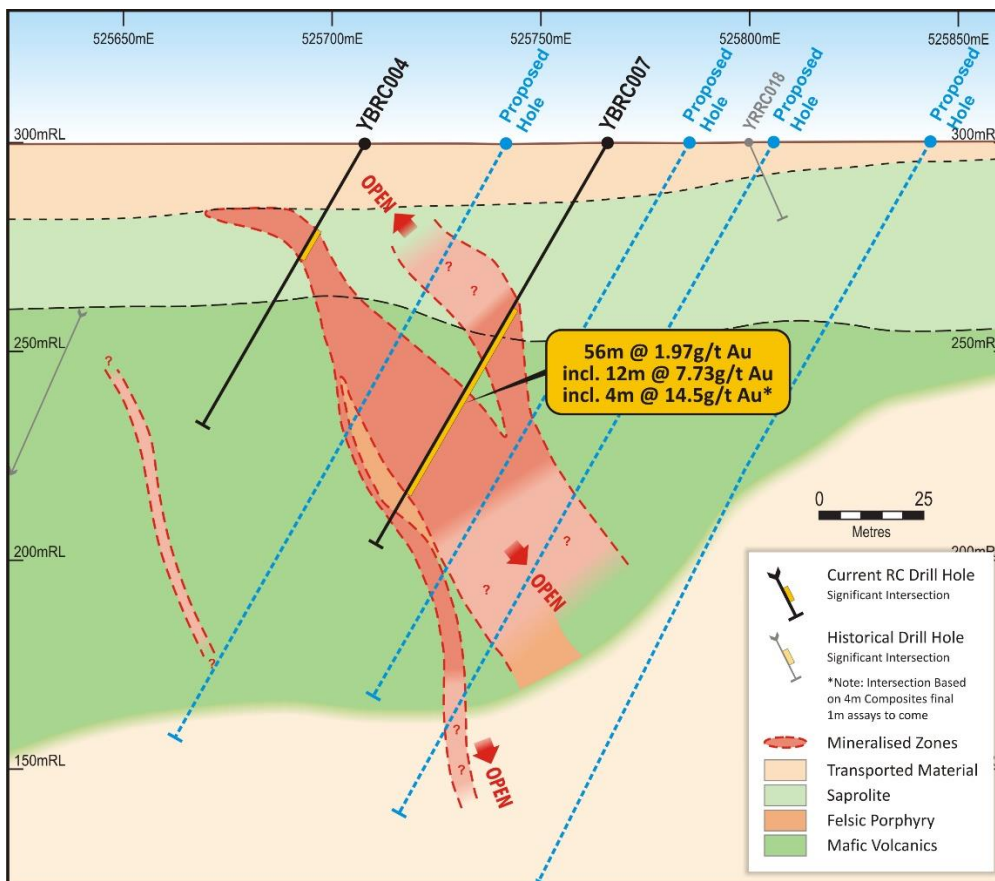 525650mE
525700mE
525750mE
525800mE
525850mE
YBRC004
Proposed
Hole
YBRC007
Proposed
Hole
YRRC018
Proposed
Hole
Proposed
Hole
300mRL
300mRL
OPEN
?
?
250mRL
250mRL
56m @ 1.97g/t Au
incl. 12m @ 7.73g/t Au
incl. 4m @ 14.5g/t Au*
?
0 25
Metres
200mRL
200mRL
?
?
OPEN
?
?
?
OPEN
150mRL
Current RC Drill Hole
Significant Intersection
Historical Drill Hole
Significant Intersection
*Note: Intersection Based
on 4m Composites final
1m assays to come
Mineralised Zones
Transported Material
Saprolite
Felsic Porphyry
Mafic Volcanics